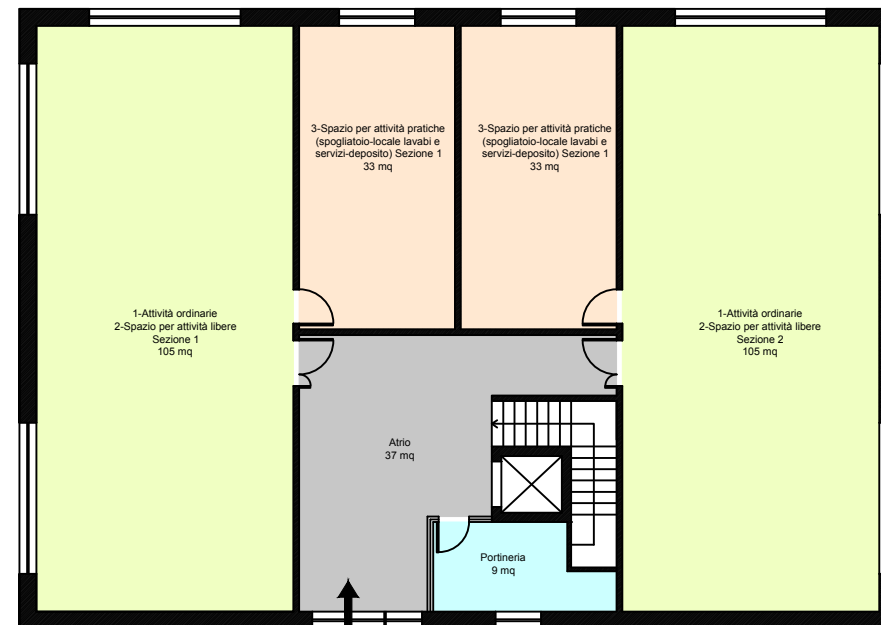 3-Spazio per attività pratiche
(spogliatoio-locale lavabi e
servizi-deposito) Sezione 1
33 mq
3-Spazio per attività pratiche
(spogliatoio-locale lavabi e
servizi-deposito) Sezione 1
33 mq
1-Attività ordinarie
2-Spazio per attività libere
Sezione 1
105 mq
1-Attività ordinarie
2-Spazio per attività libere
Sezione 2
105 mq
Atrio
37 mq
Portineria
9 mq